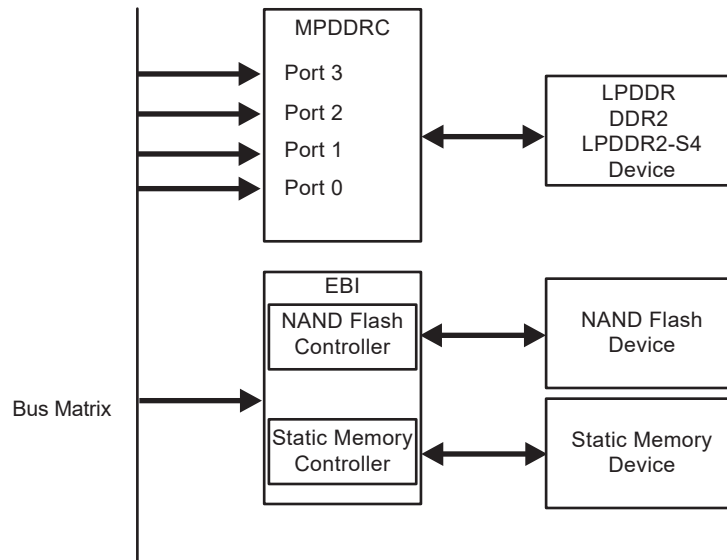 MPDDRC
Port 3
Port 2
Port 1
Port 0
LPDDR
DDR2
LPDDR2-S4
Device
EBI
NAND Flash
Controller
NAND Flash
Device
Bus Matrix
Static Memory
Controller
Static Memory
Device